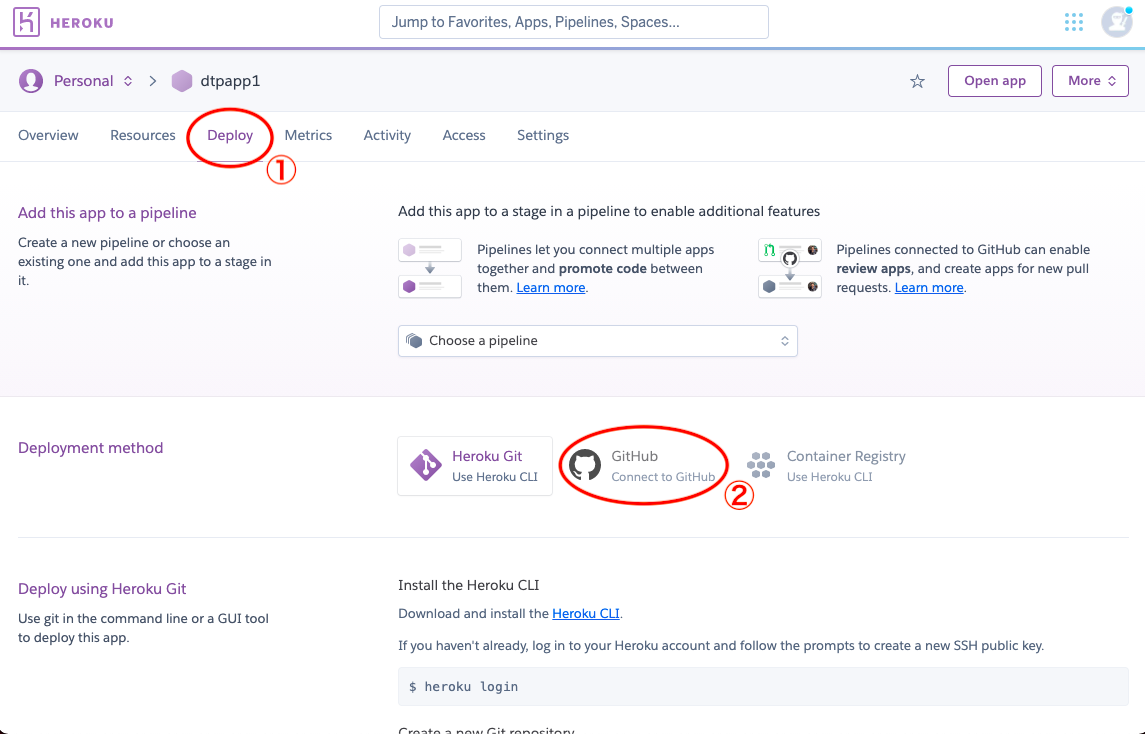 HEROKU
Jump to Favorites, Apps, Pipelines, Spaces...
Personal
dtpapp1
Open app
More
Overview
Resources
Deploy
Metrics
Activity
Access
Settings
①
Add this app to a pipeline
Create a new pipeline or choose an
existing one and add this app to a stage in
it.
Add this app to a stage in a pipeline to enable additional features
Pipelines let you connect multiple apps
together and promote code between
them. Learn more.
Pipelines connected to GitHub can enable
review apps, and create apps for new pull
requests. Learn more.
Choose a pipeline
Deployment method
Heroku Git
Use Heroku CLI
GitHub
Connect to GitHub
②
Container Registry
Use Heroku CLI
Deploy using Heroku Git
Use git in the command line or a GUI tool
to deploy this app.
Install the Heroku CLI
Download and install the Heroku CLI.
If you haven't already, log in to your Heroku account and follow the prompts to create a new SSH public key.
$ heroku login
Create a new Git repository